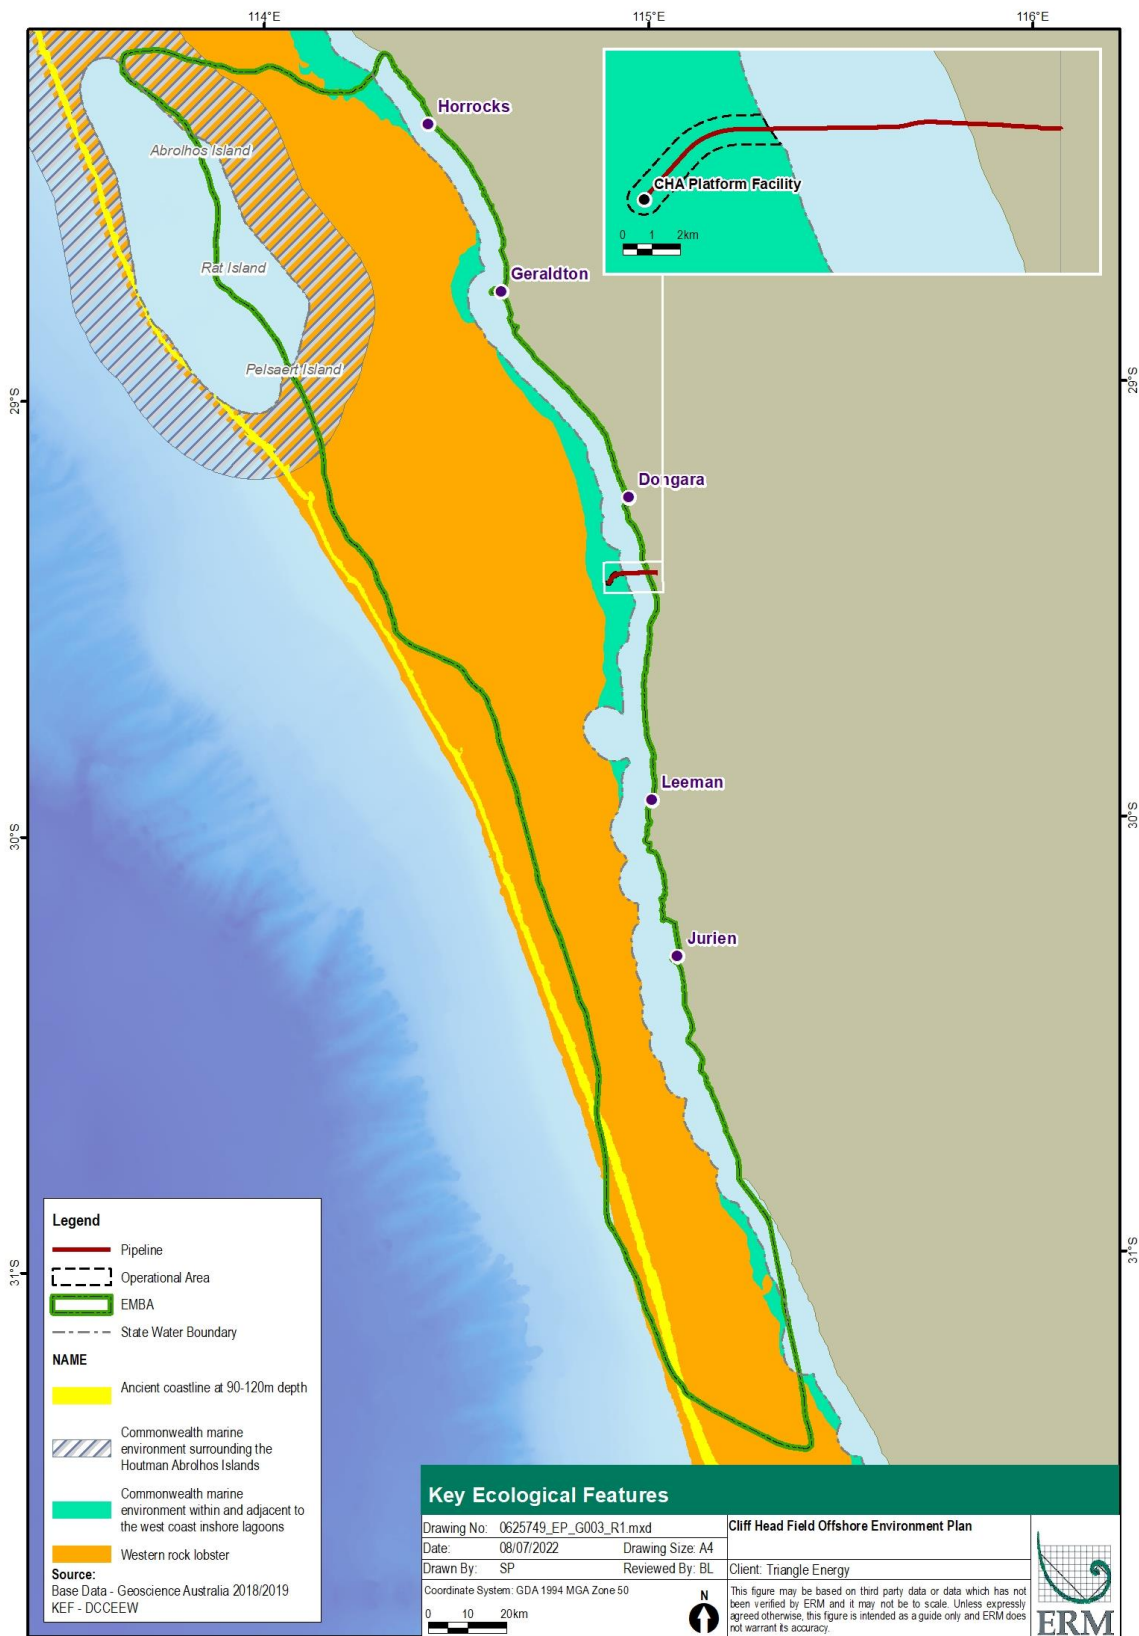 114°E
115°E
116°E
Horrocks
CHA Platform Facility
0 1 2km
Abrolhos Island
Rat Island
Geraldton
Pelsaert Island
29°S
29°S
Dongara
Leeman
30°S
30°S
Jurien
31°S
31°S
Legend
Pipeline
Operational Area
EMBA
State Water Boundary
NAME
Ancient coastline at 90-120m depth
Commonwealth marine
environment surrounding the
Houtman Abrolhos Islands
Commonwealth marine
environment within and adjacent to
the west coast inshore lagoons
Western rock lobster
Source:
Base Data - Geoscience Australia 2018/2019
KEF - DCCEEW
Key Ecological Features
Drawing No: 0625749_EP_G003_R1.mxd
Date: 08/07/2022 Drawing Size: A4
Drawn By: SP Reviewed By: BL
Coordinate System: GDA 1994 MGA Zone 50
0 10 20km
N
Cliff Head Field Offshore Environment Plan
Client: Triangle Energy
This figure may be based on third party data or data which has not
been verified by ERM and it may not be to scale. Unless expressly
agreed otherwise, this figure is intended as a guide only and ERM does
not warrant its accuracy.
ERM